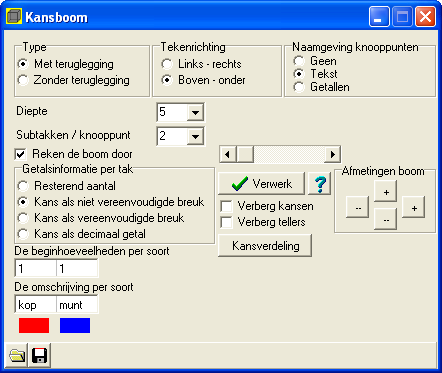 Kansboom
Type
Met teruglegging
Zonder teruglegging
Tekenrichting
Links - rechts
Boven - onder
Naamgeving knooppunten
Geen
Tekst
Getallen
Diepte
5
Subtakken / knooppunt
2
Reken de boom door
Getalsinformatie per tak
Resterend aantal
Kans als niet vereenvoudigde breuk
Kans als vereenvoudigde breuk
Kans als decimaal getal
Verwerk
?
Verberg kansen
Verberg tellers
Kansverdeling
Afmetingen boom
+
-- +
--
De beginhoeveelheden per soort
1 1
De omschrijving per soort
kop munt